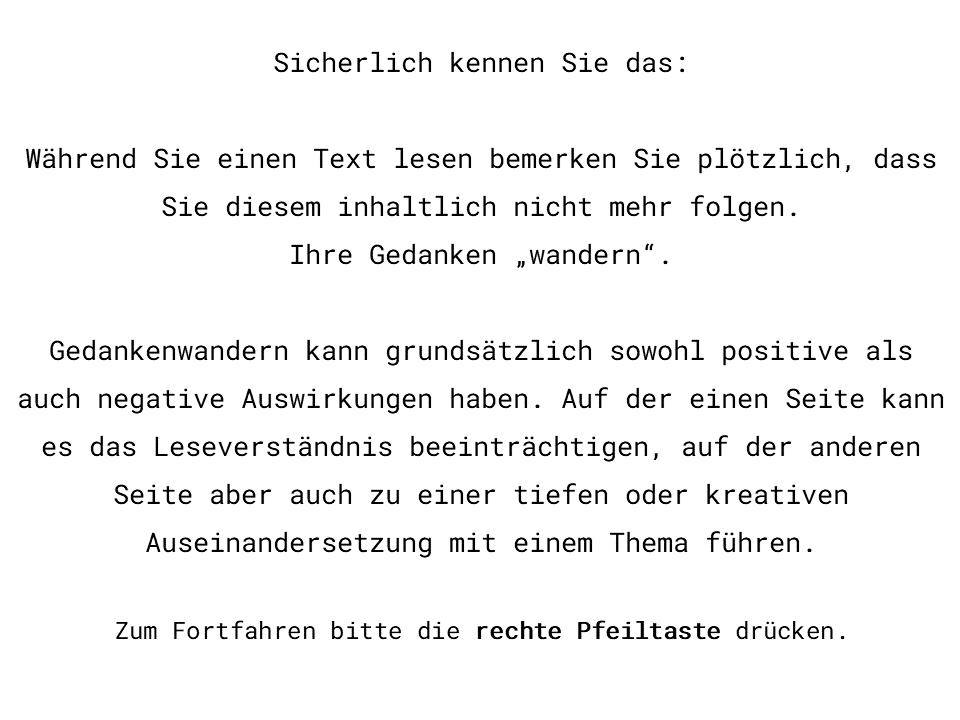 Sicherlich kennen Sie das:
Während Sie einen Text lesen bemerken Sie plötzlich, dass
Sie diesem inhaltlich nicht mehr folgen.
Ihre Gedanken „wandern“.
Gedankenwandern kann grundsätzlich sowohl positive als
auch negative Auswirkungen haben. Auf der einen Seite kann
es das Leseverständnis beeinträchtigen, auf der anderen
Seite aber auch zu einer tiefen oder kreativen
Auseinandersetzung mit einem Thema führen.
Zum Fortfahren bitte die rechte Pfeiltaste drücken.